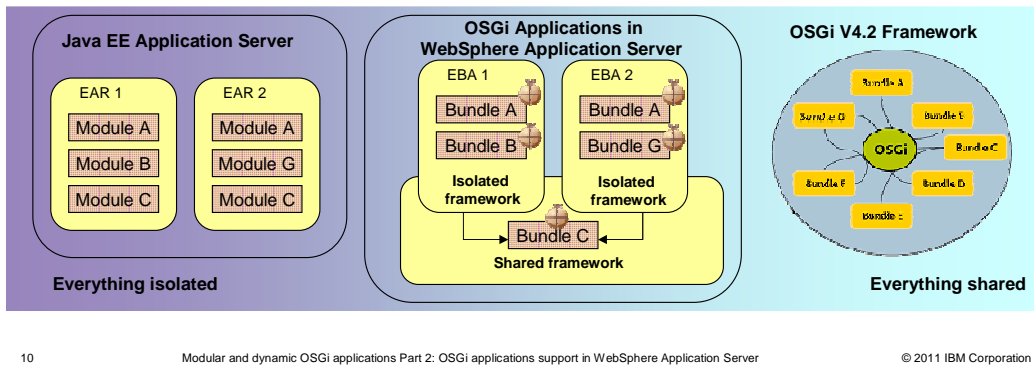 Java EE Application Server
EAR 1
Module A
Module B
Module C
EAR 2
Module A
Module G
Module C
Everything isolated
OSGi Applications in
WebSphere Application Server
EBA 1
Bundle A
Bundle B
Isolated
framework
EBA 2
Bundle A
Bundle G
Isolated
framework
Bundle C
Shared framework
OSGi V4.2 Framework
Bundle A
Bundle
Bundle
Bundle C
OSGi
Bundle F
Bundle D
Bundle
Everything shared
10
Modular and dynamic OSGi applications Part 2: OSGi applications support in WebSphere Application Server
© 2011 IBM Corporation